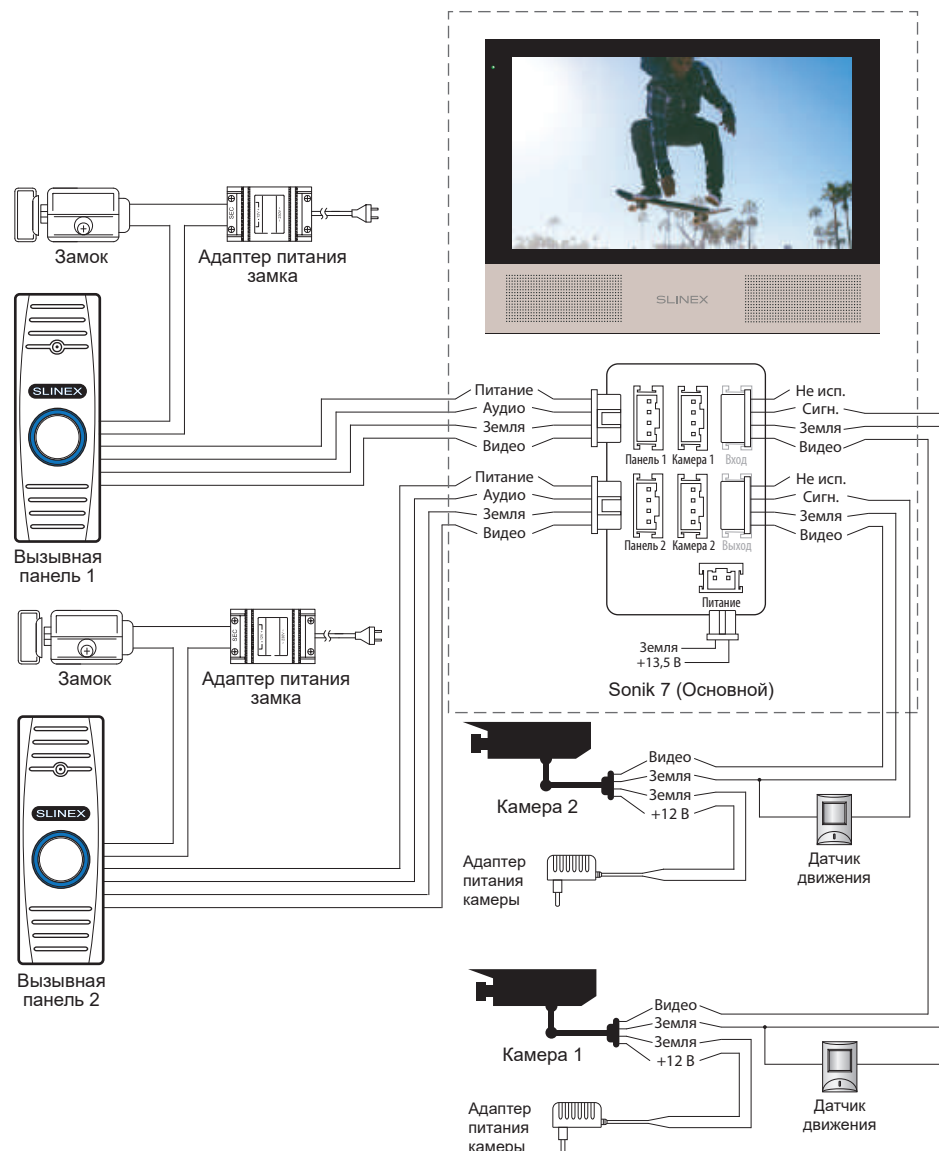 Замок
Адаптер питания
замка
SLINEX
Вызывная
панель 1
SLINEX
Питание
Аудио
Земля
Видео
Питание
Аудио
Земля
Видео
Панель 1
Камера 1
Вход
Панель 2
Камера 2
Выход
Питание
Не исп.
Сигн.
Земля
Видео
Не исп.
Сигн.
Земля
Видео
Земля
+13,5 В
Sonik 7 (Основной)
SEC
Замок
Адаптер питания
замка
SEC
SLINEX
Вызывная
панель 2
Камера 2
Видео
Земля
Земля
+12 В
Адаптер
питания
камеры
Датчик
движения
Камера 1
Видео
Земля
Земля
+12 В
Адаптер
питания
камеры
Датчик
движения